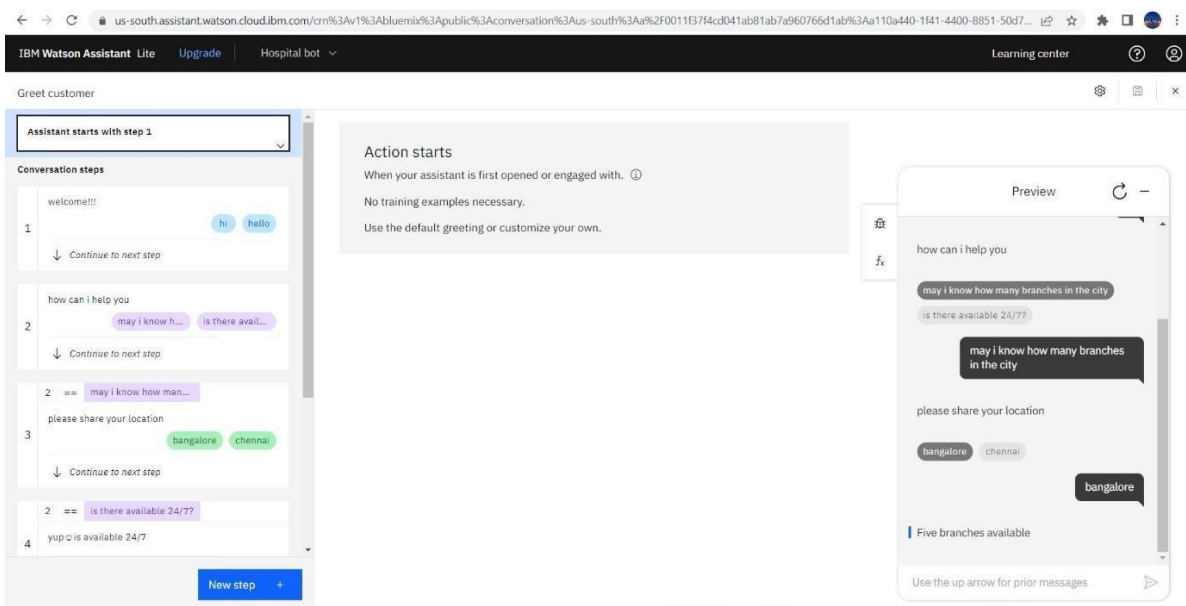 us-south.assistant.watson.cloud.ibm.com/crn%3Av1%3Abluemix%3Apublic%3Aconversation%3Aus-south%3Aa%2F0011f37f4cd041ab81ab7a960766d1ab%3Aa110a440-1f41-4400-8851-50d7...
IBM Watson Assistant Lite Upgrade Hospital bot Learning center
Greet customer
Assistant starts with step 1
Conversation steps
1
welcome!!!
hi hello
Continue to next step
2
how can i help you
may i know h... is there avail...
Continue to next step
3
2 == may i know how man...
please share your location
bangalore chennai
Continue to next step
4
2 == is there available 24/7?
yup☺is available 24/7
New step +
Action starts
When your assistant is first opened or engaged with.
No training examples necessary.
Use the default greeting or customize your own.
fx
Preview
how can i help you
may i know how many branches in the city
is there available 24/7?
may i know how many branches
in the city
please share your location
bangalore chennai
bangalore
Five branches available
Use the up arrow for prior messages